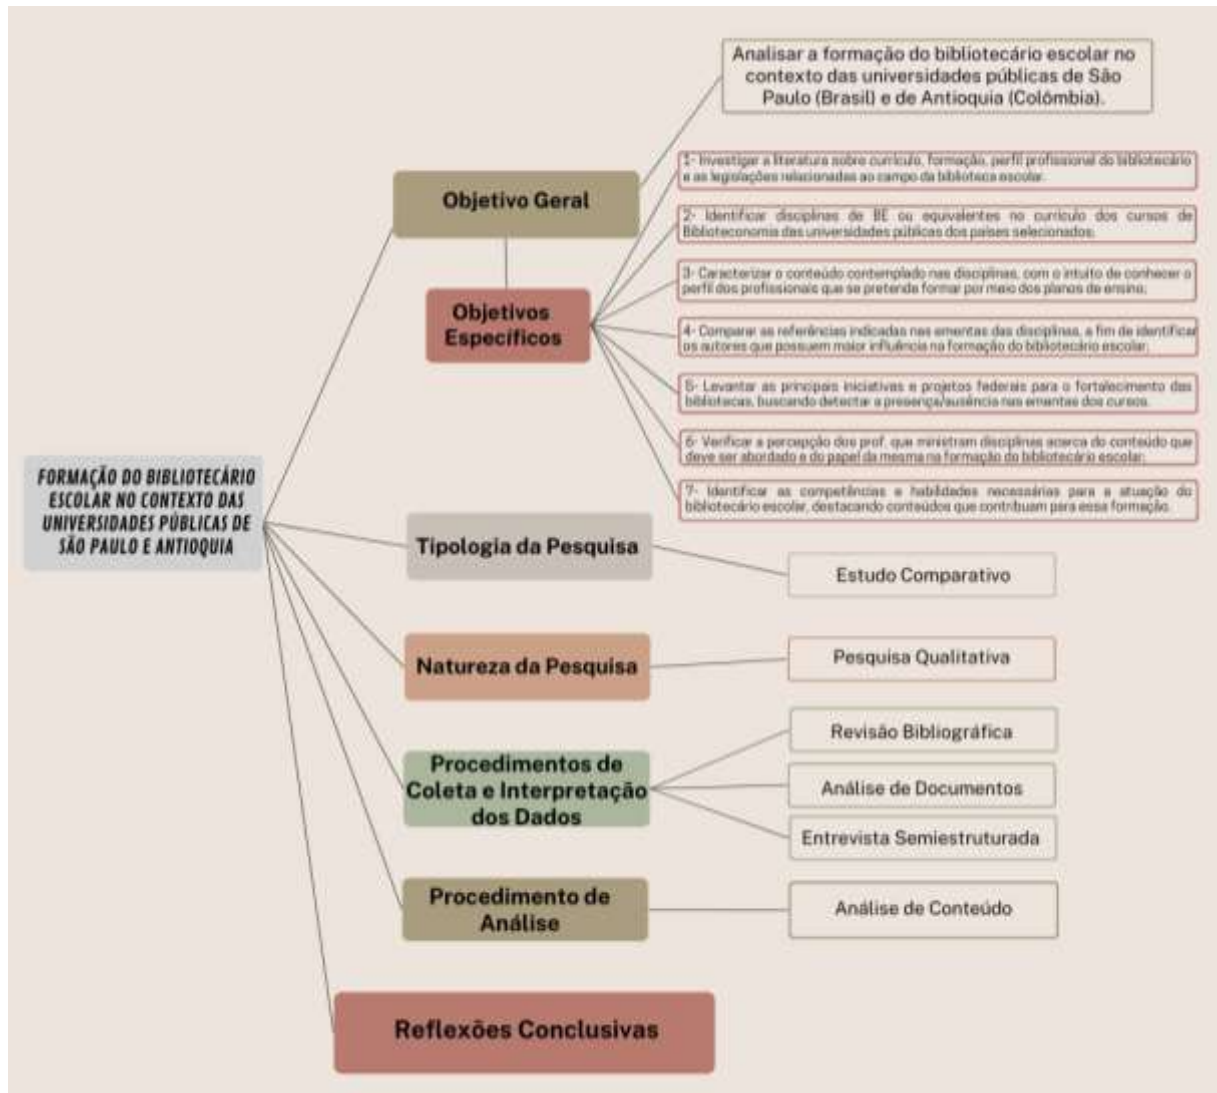 Analisar a formação do bibliotecário escolar no
contexto das universidades públicas de São
Paulo (Brasil) e de Antioquia (Colômbia).
Objetivo Geral
1- Investigar a literatura sobre currículo, formação, perfil profissional do bibliotecário
e as legislações relacionadas ao campo da biblioteca escolar.
2- Identificar disciplinas de BE ou equivalentes no currículo dos cursos de
Biblioteconomia das universidades públicas dos países selecionados;
3- Caracterizar o conteúdo contemplado nas disciplinas, com o intuito de conhecer o
perfil dos profissionais que se pretende formar por meio dos planos de ensino;
Objetivos
Específicos
4- Comparar as referências indicadas nas ementas das disciplinas, a fim de identificar
os autores que possuem maior influência na formação do bibliotecário escolar;
5- Levantar as principais iniciativas e projetos federais para o fortalecimento das
bibliotecas, buscando detectar a presença/ausência nas ementas dos cursos.
6- Verificar a percepção dos prof. que ministram disciplinas acerca do conteúdo que
deve ser abordado e do papel da mesma na formação do bibliotecário escolar;
7- Identificar as competências e habilidades necessárias para a atuação do
bibliotecário escolar, destacando conteúdos que contribuam para essa formação.
FORMAÇÃO DO BIBLIOTECÁRIO
ESCOLAR NO CONTEXTO DAS
UNIVERSIDADES PÚBLICAS DE
SÃO PAULO E ANTIOQUIA
Tipologia da Pesquisa
Estudo Comparativo
Natureza da Pesquisa
Pesquisa Qualitativa
Procedimentos de
Coleta e Interpretação
dos Dados
Revisão Bibliográfica
Análise de Documentos
Entrevista Semiestruturada
Procedimento de
Análise
Análise de Conteúdo
Reflexões Conclusivas